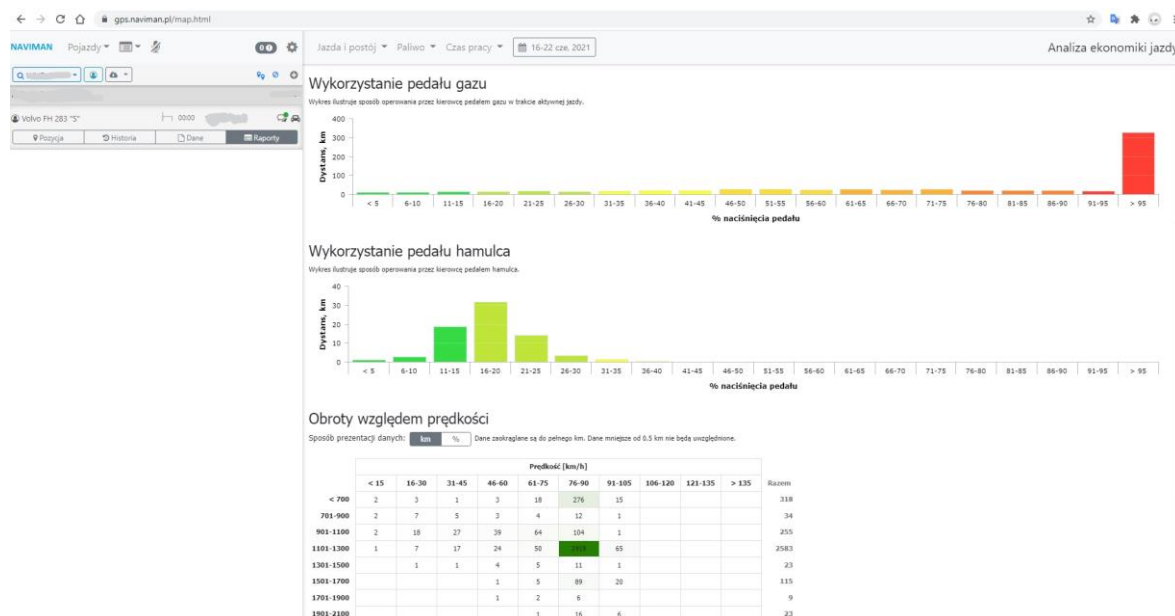 gps.naviman.pl/map.html
NAVIMAN Pojazdy
Jazda i postój Paliwo Czas pracy 16-22 cze, 2021 Analiza ekonomiki jazdy
Volvo FH 283 "S" 0000
Pozycja Historia Dane Raporty
Wykorzystanie pedału gazu
Wykres ilustruje sposób operowania przez kierowcę pedałem gazu w trakcie aktywnej jazdy.
Dystans, km
400
300
200
100
0
< 5 6-10 11-15 16-20 21-25 26-30 31-35 36-40 41-45 46-50 51-55 56-60 61-65 66-70 71-75 76-80 81-85 86-90 91-95 > 95
% naciśnięcia pedału
Wykorzystanie pedału hamulca
Wykres ilustruje sposób operowania przez kierowcę pedałem hamulca.
Dystans, km
40
30
20
10
0
< 5 6-10 11-15 16-20 21-25 26-30 31-35 36-40 41-45 46-50 51-55 56-60 61-65 66-70 71-75 76-80 81-85 86-90 91-95 > 95
% naciśnięcia pedału
Obroty względem prędkości
Sposób prezentacji danych: km % Dane zaokrąglane są do pełnego km. Dane mniejsze od 0.5 km nie będą uwzględnione.
Prędkość [km/h]
< 15 16-30 31-45 46-60 61-75 76-90 91-105 106-120 121-135 > 135 Razem
< 700 2 3 1 3 18 276 15 318
701-900 2 7 5 3 4 12 1 34
901-1100 2 18 27 39 64 104 1 255
1101-1300 1 7 17 24 50 65 2583
1301-1500 1 1 4 5 11 1 23
1501-1700 1 5 89 20 115
1701-1900 1 2 6 9
1901-2100 1 16 6 23